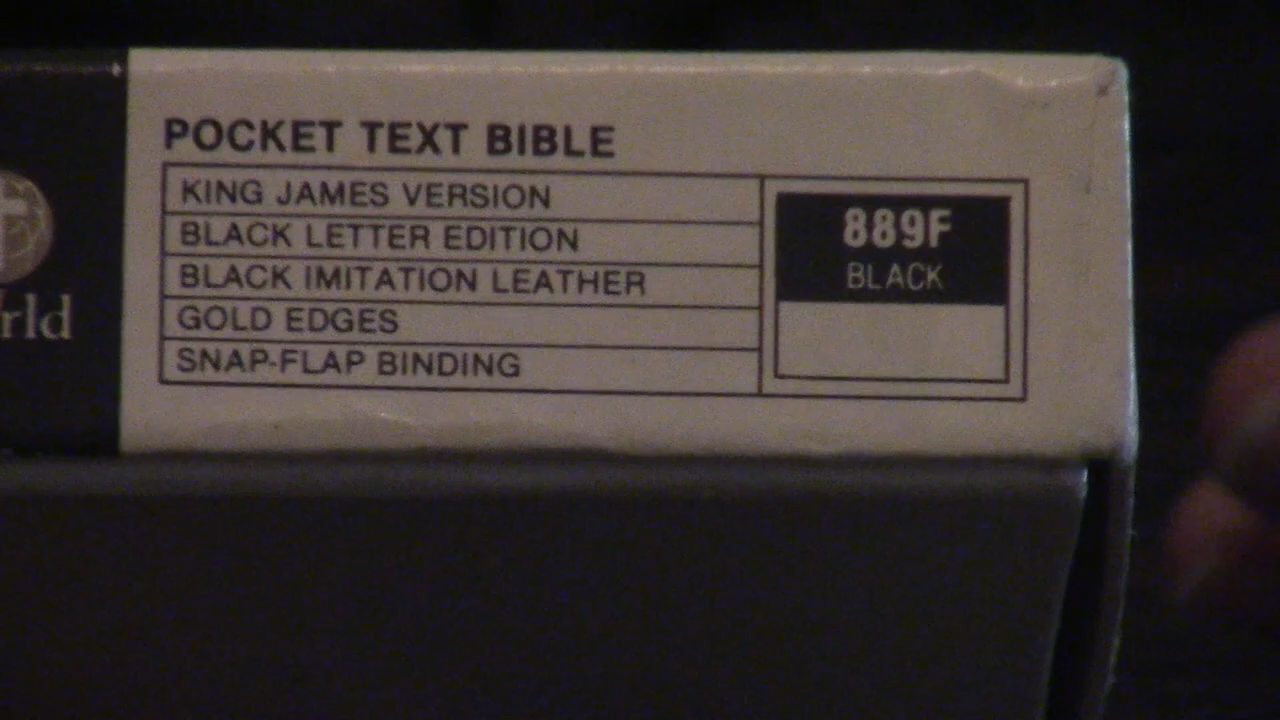 POCKET TEXT BIBLE
KING JAMES VERSION
BLACK LETTER EDITION
BLACK IMITATION LEATHER
GOLD EDGES
SNAP-FLAP BINDING
889F
BLACK
rld